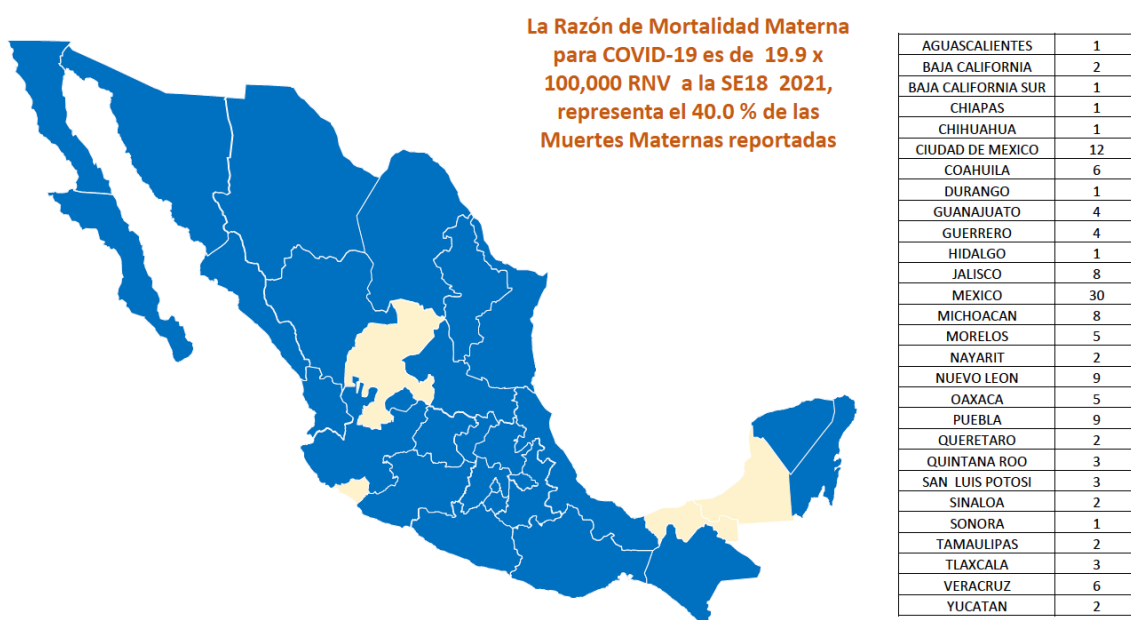 La Razón de Mortalidad Materna
para COVID-19 es de 19.9 x
100,000 RNV a la SE18 2021,
representa el 40.0 % de las
Muertes Maternas reportadas
AGUASCALIENTES 1
BAJA CALIFORNIA 2
BAJA CALIFORNIA SUR 1
CHIAPAS 1
CHIHUAHUA 1
CIUDAD DE MEXICO 12
COAHUILA 6
DURANGO 1
GUANAJUATO 4
GUERRERO 4
HIDALGO 1
JALISCO 8
MEXICO 30
MICHOACAN 8
MORELOS 5
NAYARIT 2
NUEVO LEON 9
OAXACA 5
PUEBLA 9
QUERETARO 2
QUINTANA ROO 3
SAN LUIS POTOSI 3
SINALOA 2
SONORA 1
TAMAULIPAS 2
TLAXCALA 3
VERACRUZ 6
YUCATAN 2